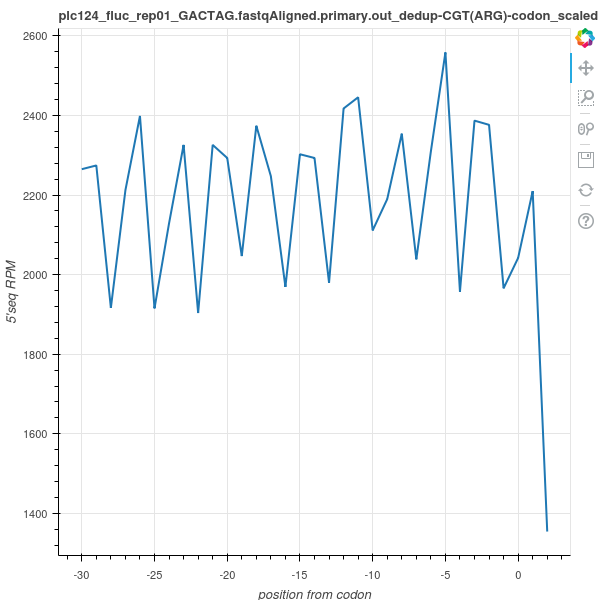 plc124_fluc_rep01_GACTAG.fastqAligned.primary.out_dedup-CGT(ARG)-codon_scaled
2600
2400
2200
2000
1800
1600
1400
5'seq RPM
-30 -25 -20 -15 -10 -5 0
position from codon